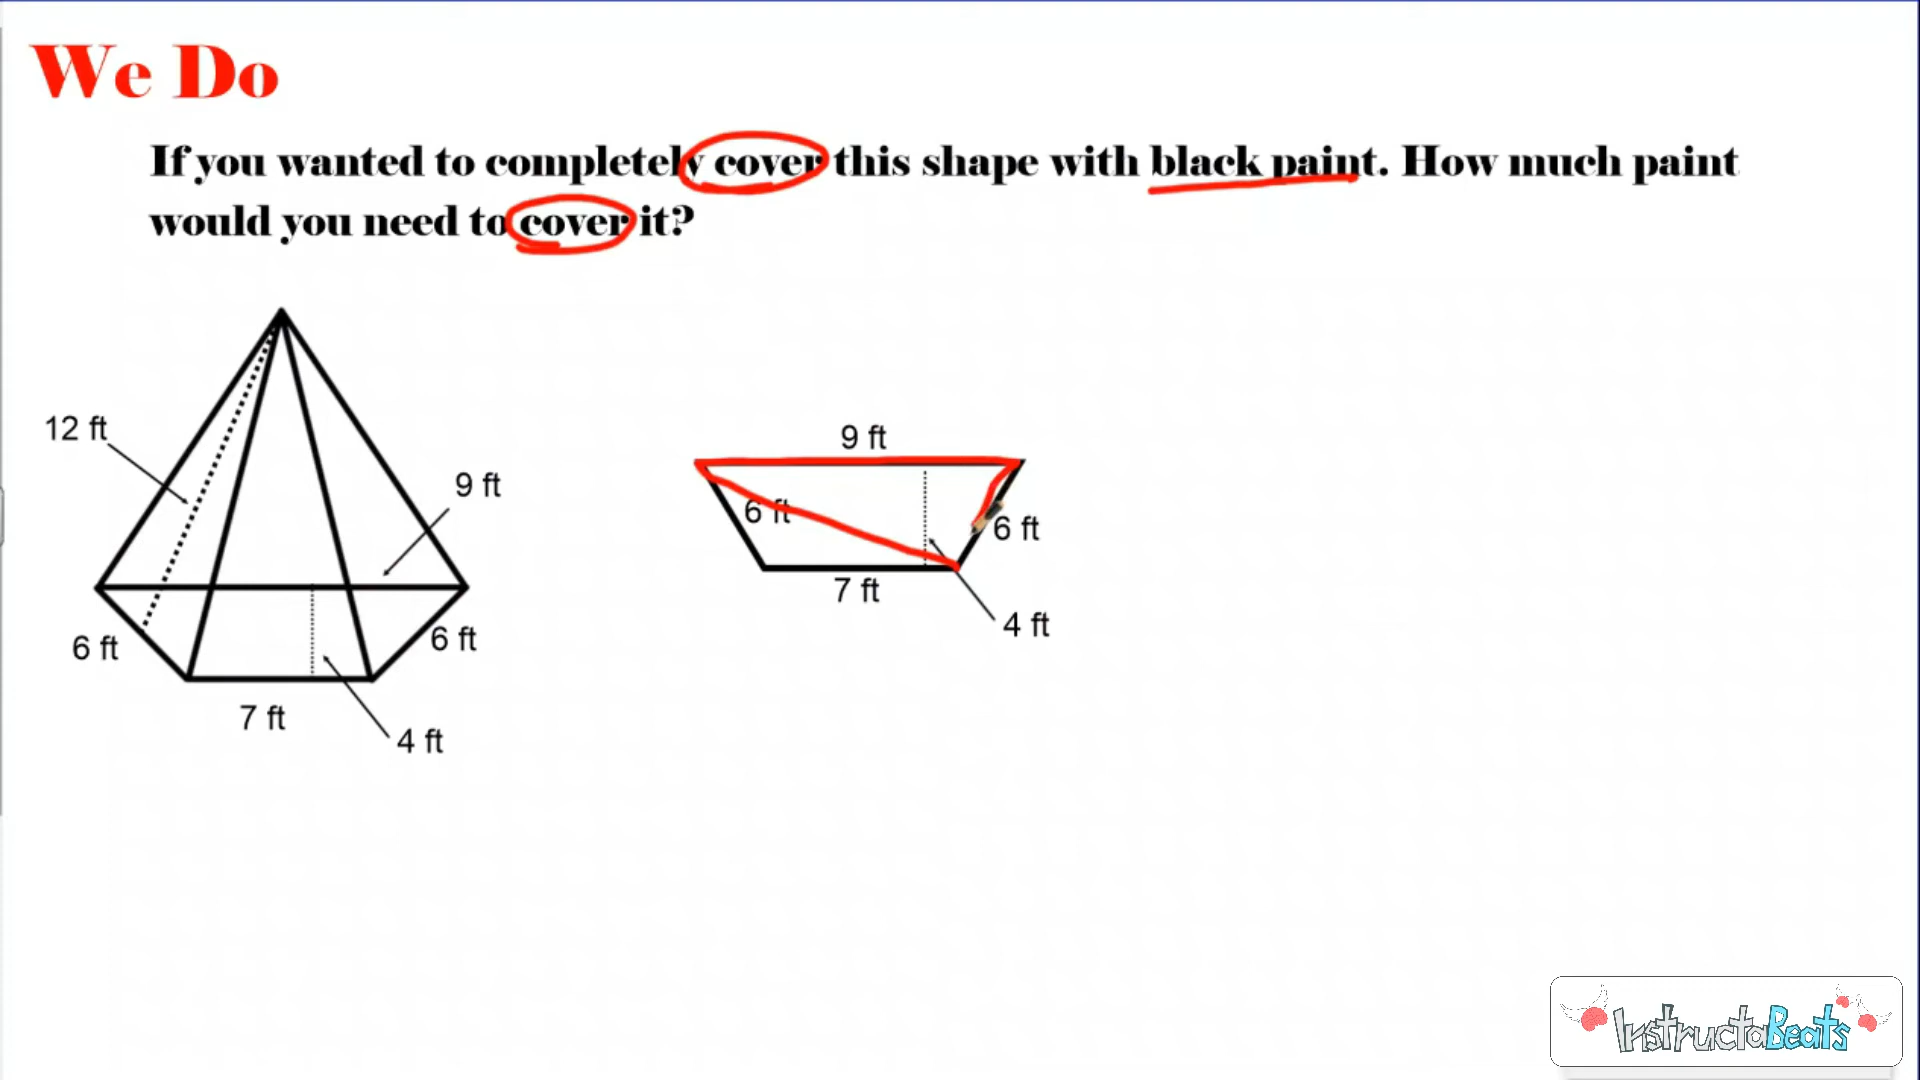 We Do
If you wanted to completely cover this shape with black paint. How much paint
would you need to cover it?
12 ft
9 ft
6 ft
6 ft
7 ft
4 ft
9 ft
6 ft
6 ft
7 ft
4 ft
InstructaBeats